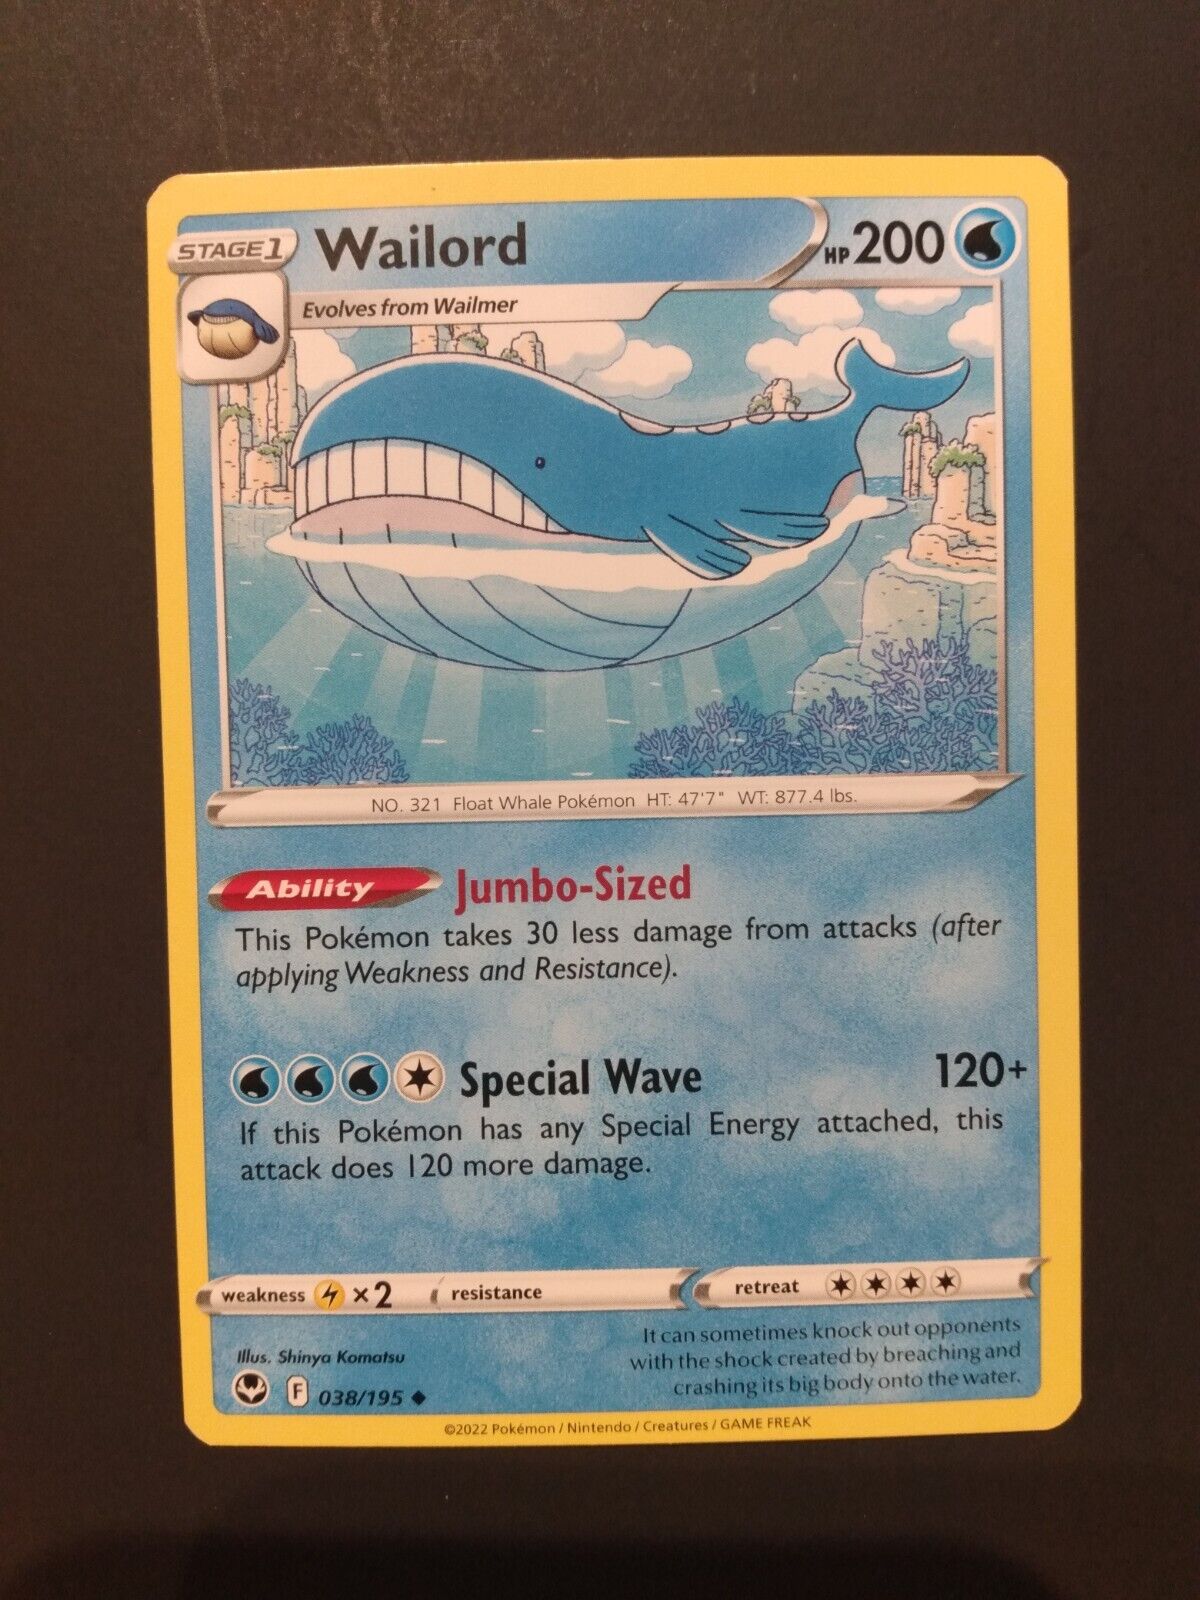 STAGE 1 Wailord HP 200
Evolves from Wailmer
NO. 321 Float Whale Pokémon HT: 47'7" WT: 877.4 lbs.
Ability Jumbo-Sized
This Pokémon takes 30 less damage from attacks (after
applying Weakness and Resistance).
Special Wave 120+
If this Pokémon has any Special Energy attached, this
attack does 120 more damage.
weakness ×2 resistance retreat
It can sometimes knock out opponents
with the shock created by breaching and
crashing its big body onto the water.
Illus. Shinya Komatsu
F 038/195
©2022 Pokémon / Nintendo / Creatures / GAME FREAK